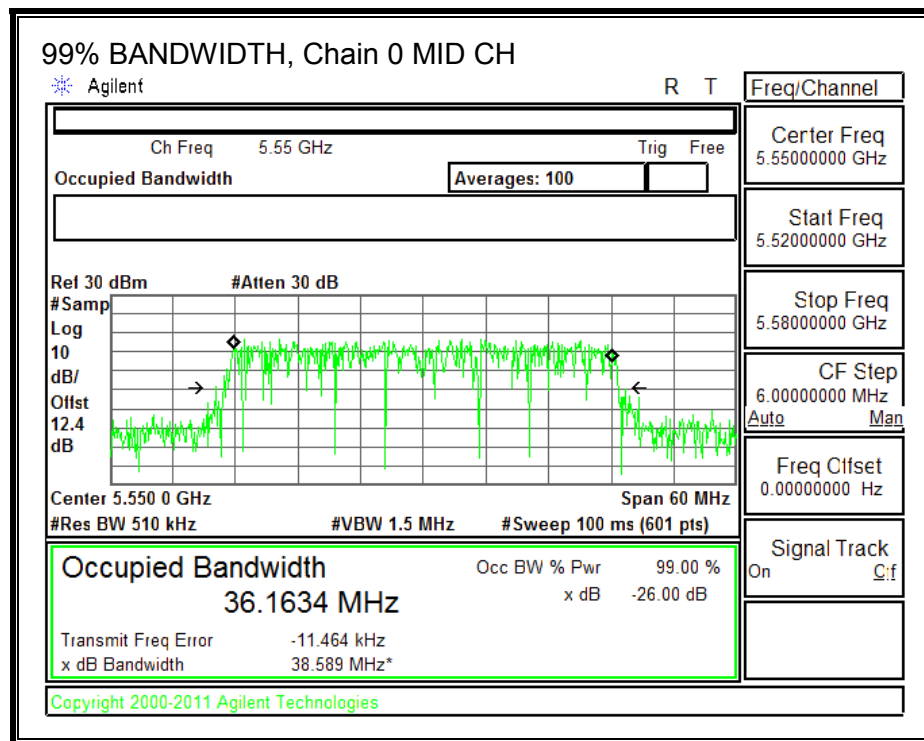 99% BANDWIDTH, Chain 0 MID CH
Agilent R T
Freq/Channel
Ch Freq 5.55 GHz Trig Free
Occupied Bandwidth Averages: 100
Center Freq
5.55000000 GHz
Start Freq
5.52000000 GHz
Stop Freq
5.58000000 GHz
CF Step
6.00000000 MHz
Auto Man
Freq Offset
0.00000000 Hz
Signal Track
On Off
Ref 30 dBm #Atten 30 dB
#Samp
Log
10
dB/
Offst
12.4
dB
Center 5.550 0 GHz Span 60 MHz
#Res BW 510 kHz #VBW 1.5 MHz #Sweep 100 ms (601 pts)
Occupied Bandwidth Occ BW % Pwr 99.00 %
36.1634 MHz x dB -26.00 dB
Transmit Freq Error -11.464 kHz
x dB Bandwidth 38.589 MHz*
Copyright 2000-2011 Agilent Technologies